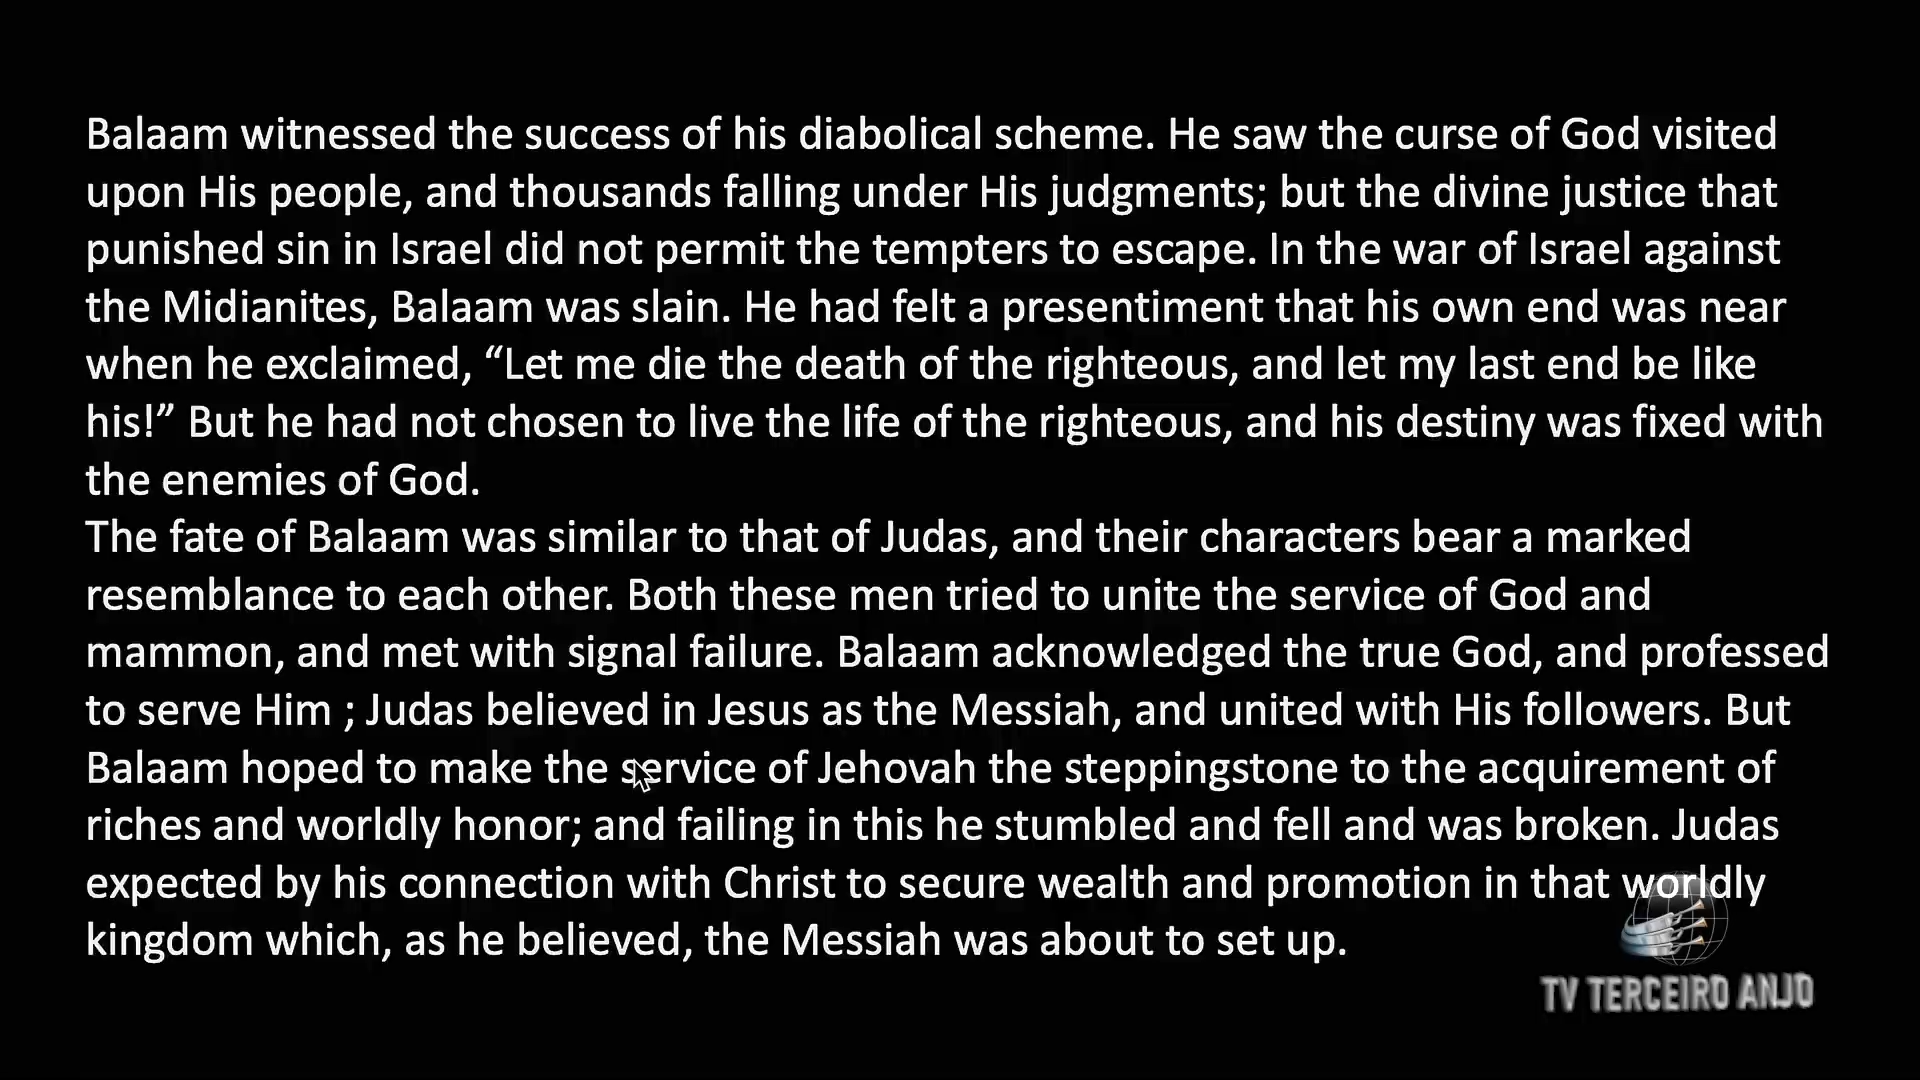 Balaam witnessed the success of his diabolical scheme. He saw the curse of God visited
upon His people, and thousands falling under His judgments; but the divine justice that
punished sin in Israel did not permit the tempters to escape. In the war of Israel against
the Midianites, Balaam was slain. He had felt a presentiment that his own end was near
when he exclaimed, “Let me die the death of the righteous, and let my last end be like
his!” But he had not chosen to live the life of the righteous, and his destiny was fixed with
the enemies of God.
The fate of Balaam was similar to that of Judas, and their characters bear a marked
resemblance to each other. Both these men tried to unite the service of God and
mammon, and met with signal failure. Balaam acknowledged the true God, and professed
to serve Him ; Judas believed in Jesus as the Messiah, and united with His followers. But
Balaam hoped to make the service of Jehovah the steppingstone to the acquirement of
riches and worldly honor; and failing in this he stumbled and fell and was broken. Judas
expected by his connection with Christ to secure wealth and promotion in that worldly
kingdom which, as he believed, the Messiah was about to set up.
TV TERCEIRO ANJO